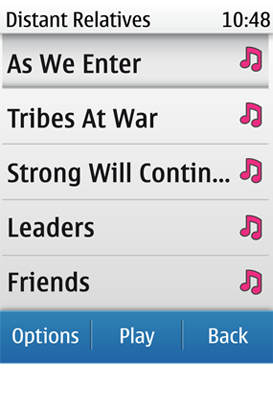 Distant Relatives 10:48
As We Enter
Tribes At War
Strong Will Contin...
Leaders
Friends
Options Play Back